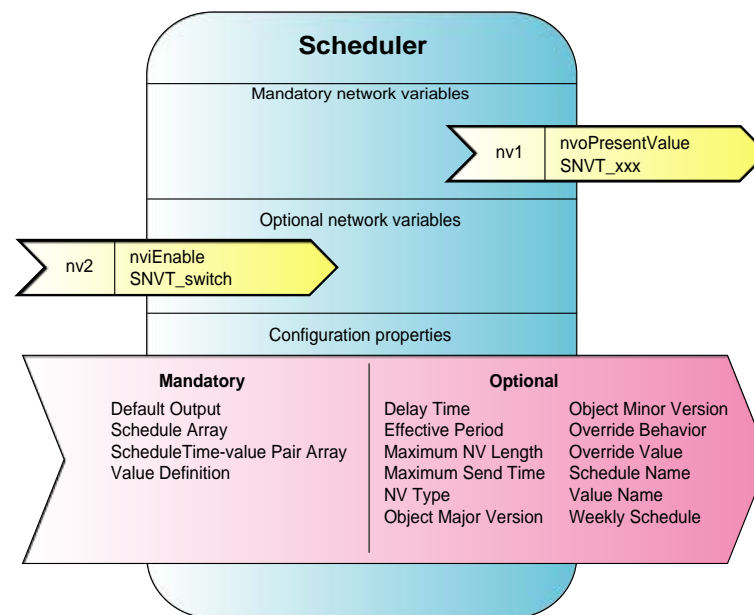 Scheduler
Mandatory network variables
nv1
nvoPresentValue
SNVT_xxx
Optional network variables
nv2
nviEnable
SNVT_switch
Configuration properties
Mandatory
Default Output
Schedule Array
ScheduleTime-value Pair Array
Value Definition
Optional
Delay Time
Effective Period
Maximum NV Length
Maximum Send Time
NV Type
Object Major Version
Object Minor Version
Override Behavior
Override Value
Schedule Name
Value Name
Weekly Schedule